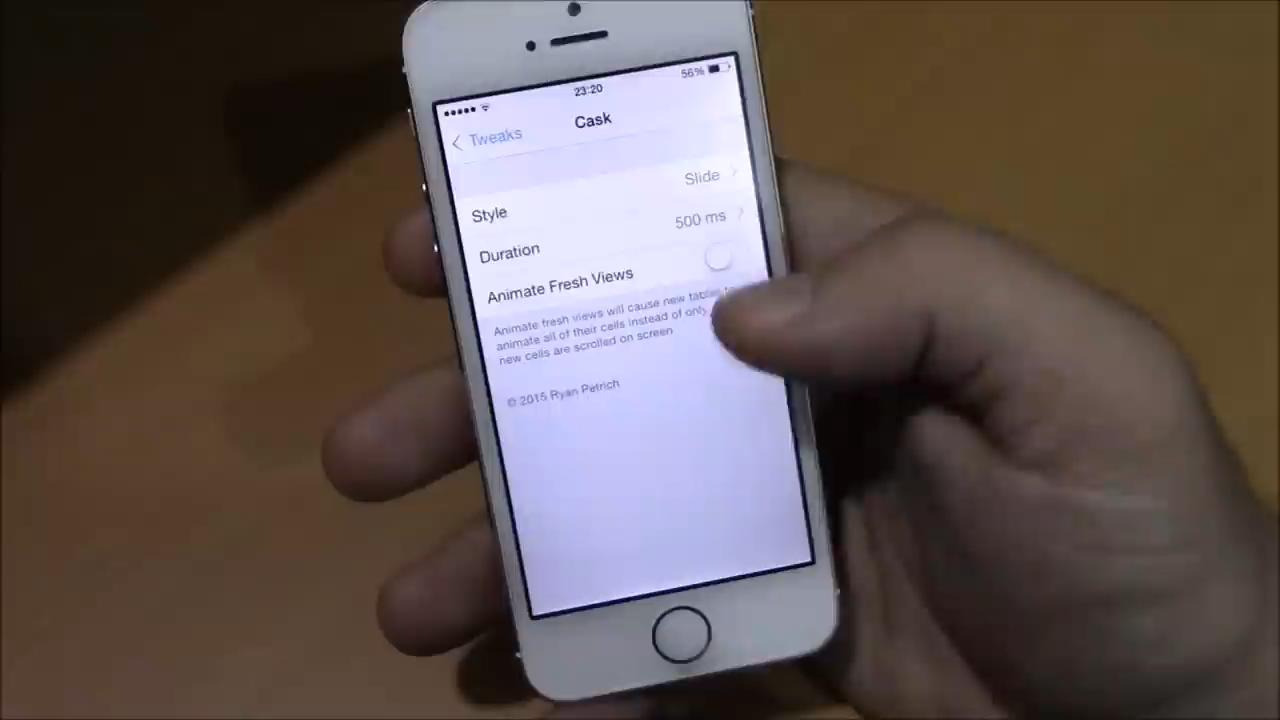 23:20
56%
Tweaks
Cask
Style
Slide
Duration
500 ms
Animate Fresh Views
Animate fresh views will cause new tables
animate all of their cells instead of only
new cells are scrolled on screen
© 2015 Ryan Petrich